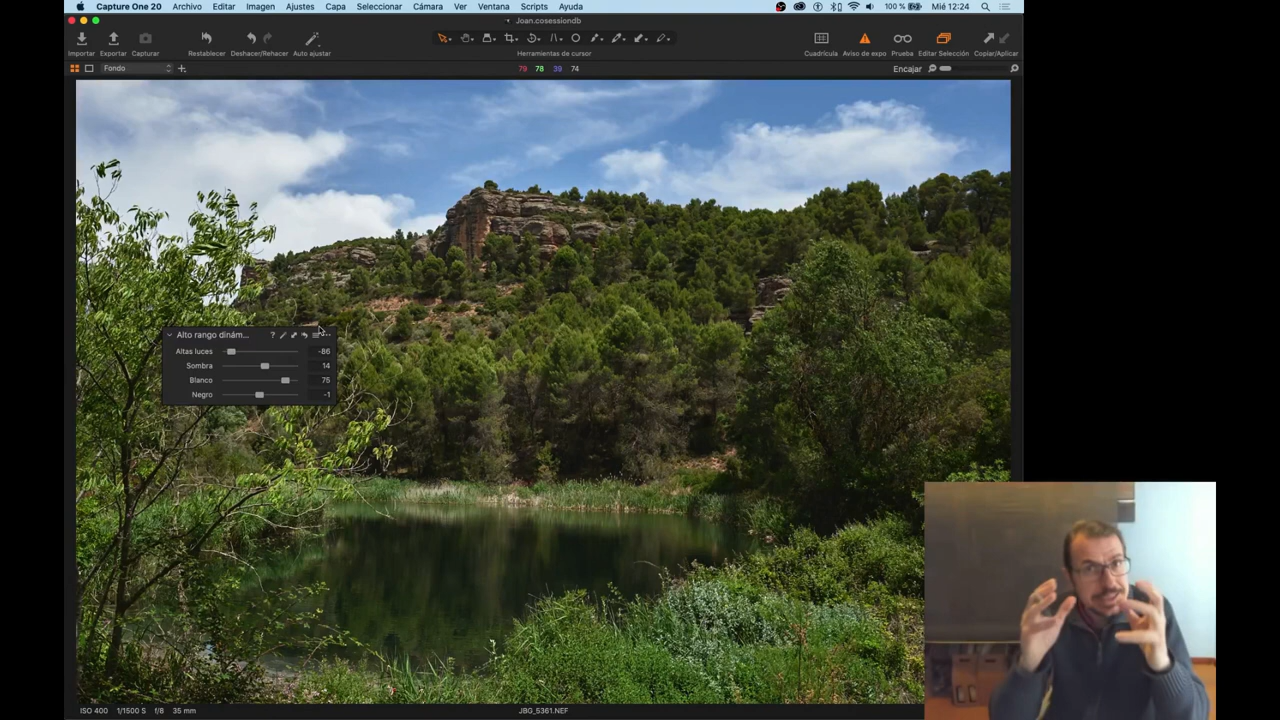 Capture One 20 Archivo Editar Imagen Ajustes Capa Seleccionar Cámara Ver Ventana Scripts Ayuda 100 % Mié 12:24
Joan.cosessiondb
Importar Exportar Capturar Restablecer Deshacer/Rehacer Auto ajustar Herramientas de cursor Cuadrícula Aviso de expo Prueba Editar Selección Copiar/Aplicar
Fondo 79 78 39 74 Encajar
Alto rango dinám... ?
Altas luces -86
Sombra 14
Blanco 75
Negro -1
ISO 400 1/1500 S f/8 35 mm JBG_5361.NEF